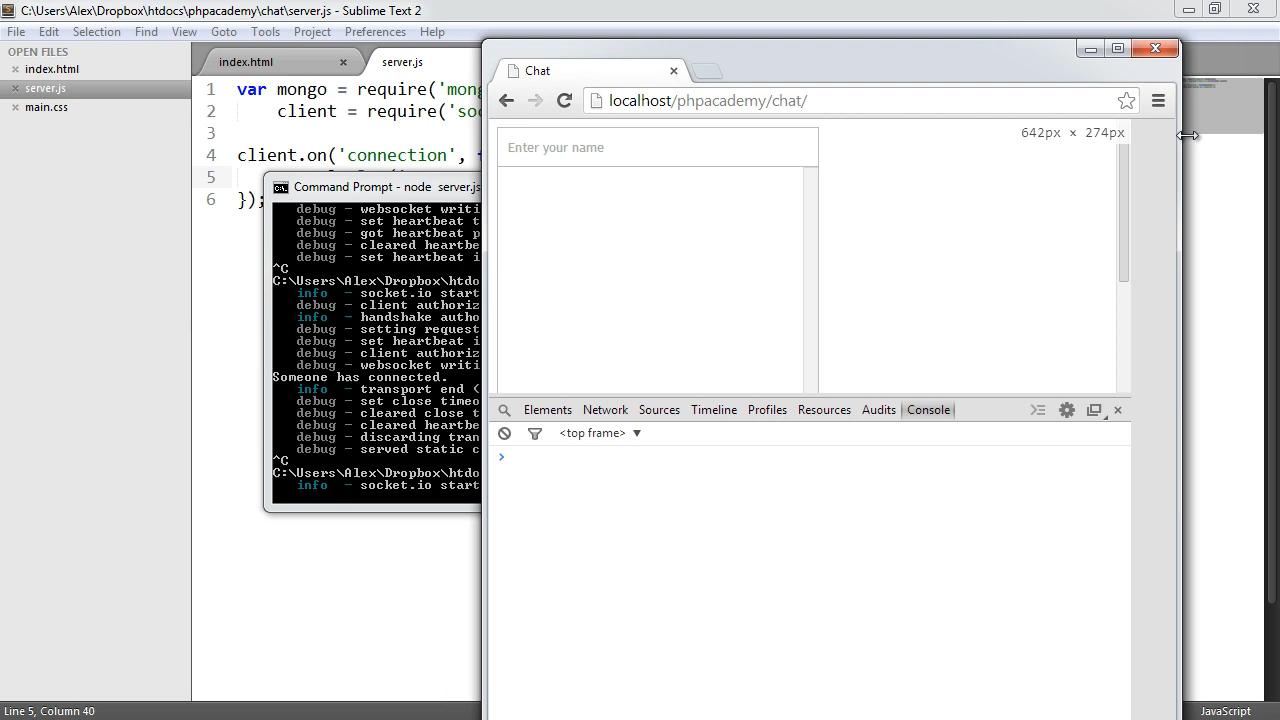 C:\Users\Alex\Dropbox\htdocs\phpacademy\chat\server.js - Sublime Text 2
File Edit Selection Find View Goto Tools Project Preferences Help
OPEN FILES
index.html
server.js
main.css
index.html
server.js
1 var mongo = require('mong
2 client = require('soc
3
4 client.on('connection',
5
6 });
Command Prompt - node server.js
debug - websocket writi
debug - set heartbeat t
debug - got heartbeat p
debug - cleared heartbe
debug - set heartbeat i
^C
C:\Users\Alex\Dropbox\htdo
info - socket.io start
debug - client authoriz
info - handshake autho
debug - setting request
debug - set heartbeat i
debug - client authoriz
debug - websocket writi
Someone has connected.
info - transport end (
debug - set close timeo
debug - cleared close t
debug - cleared heartbe
debug - discarding tran
debug - served static c
^C
C:\Users\Alex\Dropbox\htdo
info - socket.io start
Chat
localhost/phpacademy/chat/
642px × 274px
Enter your name
Elements Network Sources Timeline Profiles Resources Audits Console
<top frame> ▼
>
Line 5, Column 40
JavaScript